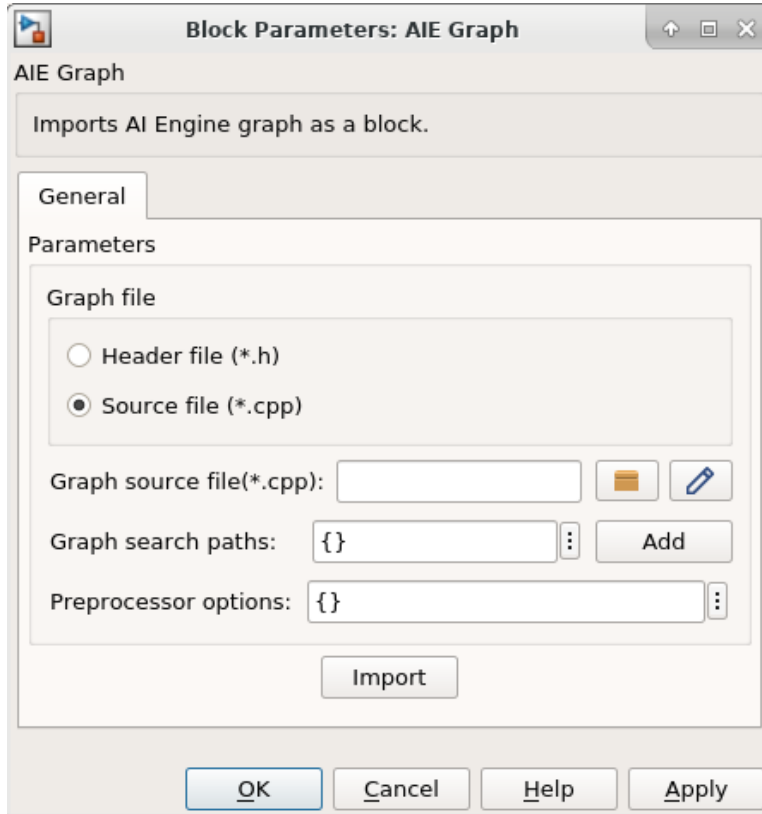 Block Parameters: AIE Graph
AIE Graph
Imports AI Engine graph as a block.
General
Parameters
Graph file
Header file (*.h)
Source file (*.cpp)
Graph source file(*.cpp):
Graph search paths: {} Add
Preprocessor options: {}
Import
OK Cancel Help Apply